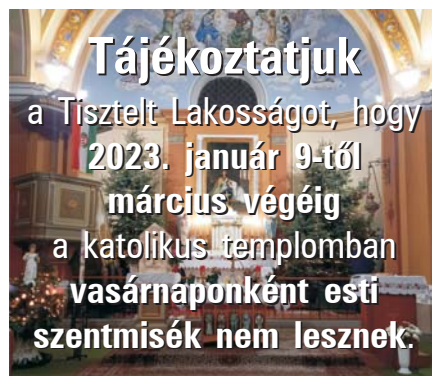 Tájékoztatjuk
a Tisztelt Lakosságot, hogy
2023. január 9-től
március végéig
a katolikus templomban
vasárnaponként esti
szentmisék nem lesznek.